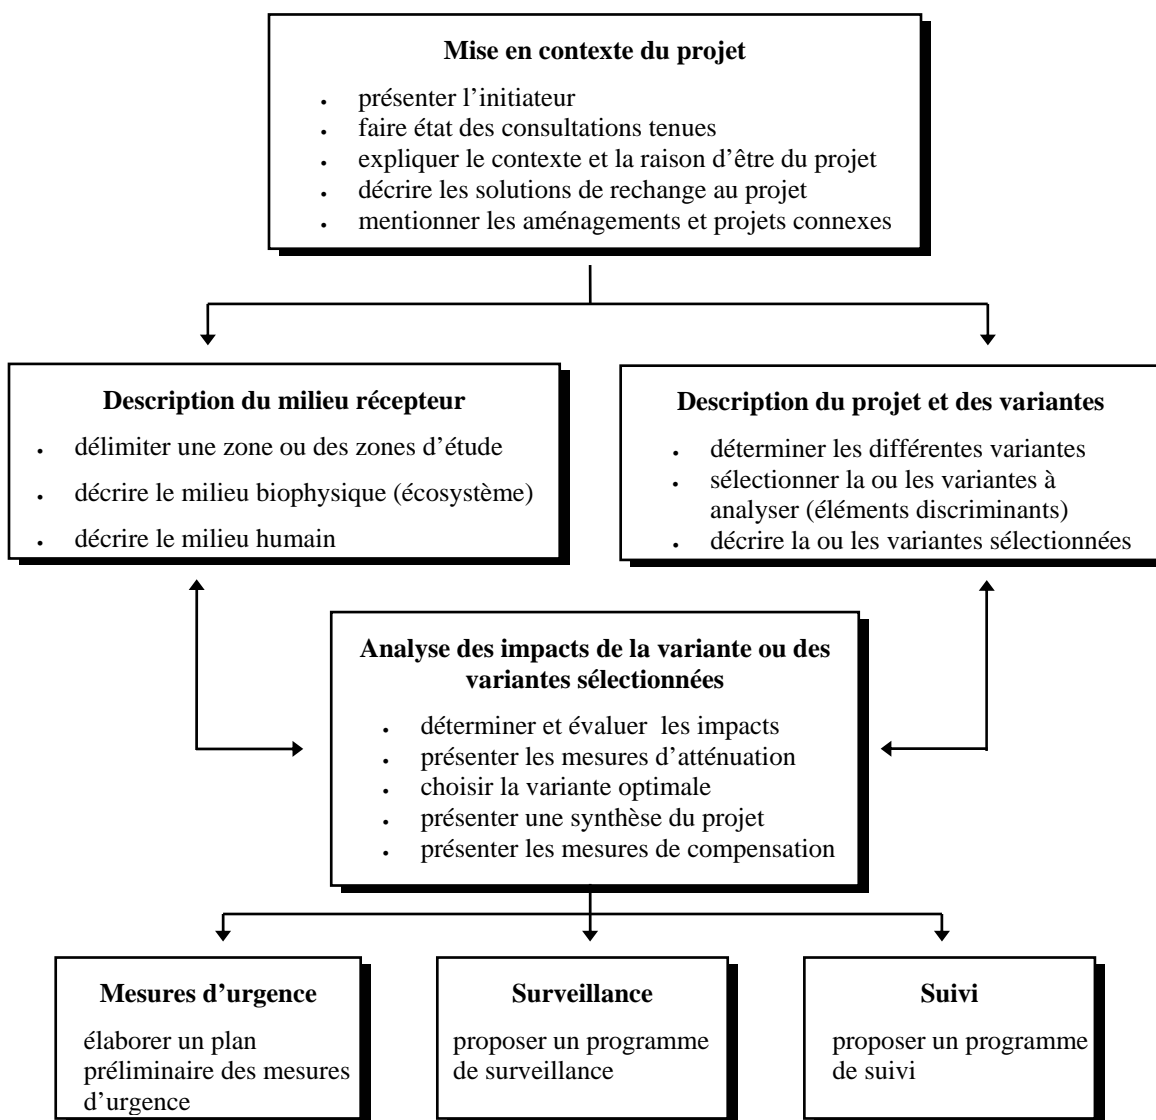 Mise en contexte du projet
• présenter l’initiateur
• faire état des consultations tenues
• expliquer le contexte et la raison d’être du projet
• décrire les solutions de rechange au projet
• mentionner les aménagements et projets connexes
Description du milieu récepteur
• délimiter une zone ou des zones d’étude
• décrire le milieu biophysique (écosystème)
• décrire le milieu humain
Description du projet et des variantes
• déterminer les différentes variantes
• sélectionner la ou les variantes à
analyser (éléments discriminants)
• décrire la ou les variantes sélectionnées
Analyse des impacts de la variante ou des
variantes sélectionnées
• déterminer et évaluer  les impacts
• présenter les mesures d’atténuation
• choisir la variante optimale
• présenter une synthèse du projet
• présenter les mesures de compensation
Mesures d’urgence
élaborer un plan
préliminaire des mesures
d’urgence
Surveillance
proposer un programme
de surveillance
Suivi
proposer un programme
de suivi